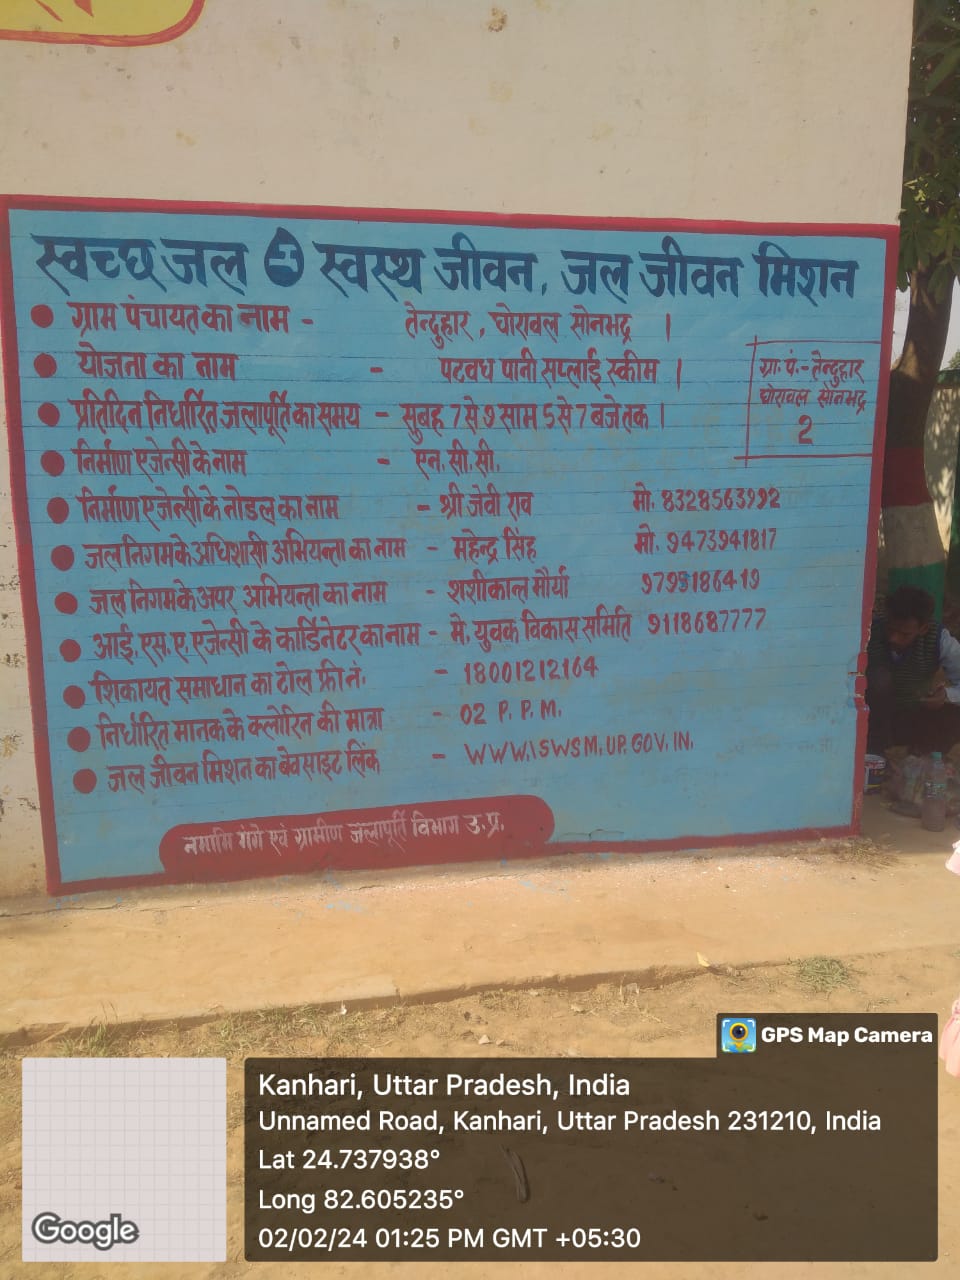 स्वच्छ जल स्वस्थ जीवन, जल जीवन मिशन
ग्राम पंचायत का नाम - तेन्दुहार, घोरावल सोनभद्र ।
योजना का नाम - पटवध पानी सप्लाई स्कीम ।
ग्रा. पं.- तेन्दुहार
घोरावल सोनभद्र
2
प्रतिदिन निर्धारित जलापूर्ति का समय - सुबह 7 से 9 साम 5 से 7 बजे तक ।
निर्माण एजेन्सी के नाम - एन. सी. सी.
निर्माण एजेन्सी के नोडल का नाम - श्री जेवी राव मो. 8328563992
जल निगम के अधिशासी अभियन्ता का नाम - महेन्द्र सिंह मो. 9473941817
जल निगम के अपर अभियन्ता का नाम - शशीकान्त मौर्या 9793186419
आई. एस. ए. एजेन्सी के कार्डिनेटर का नाम - मे. युवक विकास समिति 9118687777
शिकायत समाधान का टोल फ्री नं. - 18001212164
निर्धारित मानक के क्लोरिन की मात्रा - 02 P. P. M.
जल जीवन मिशन का बेवसाइट लिंक - WWW.ISWSM.UP.GOV.IN.
नमामि गंगे एवं ग्रामीण जलापूर्ति विभाग उ.प्र.
GPS Map Camera
Kanhari, Uttar Pradesh, India
Unnamed Road, Kanhari, Uttar Pradesh 231210, India
Lat 24.737938°
Long 82.605235°
02/02/24 01:25 PM GMT +05:30
Google